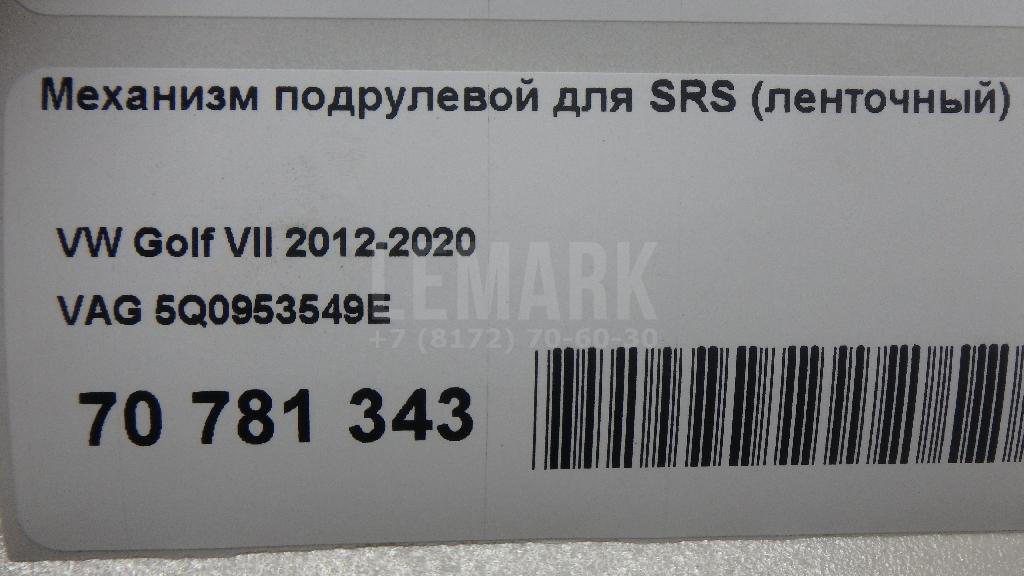 Механизм подрулевой для SRS (ленточный)
VW Golf VII 2012-2020
LEMARK
VAG 5Q0953549E
+7 (8172) 70-60-30
70 781 343